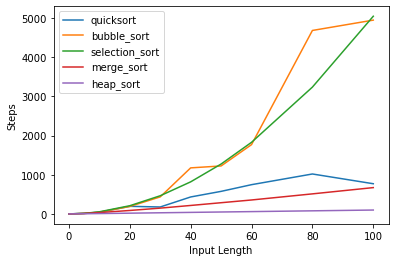 quicksort
bubble_sort
selection_sort
merge_sort
heap_sort
5000
4000
3000
2000
1000
0
Steps
0 20 40 60 80 100
Input Length